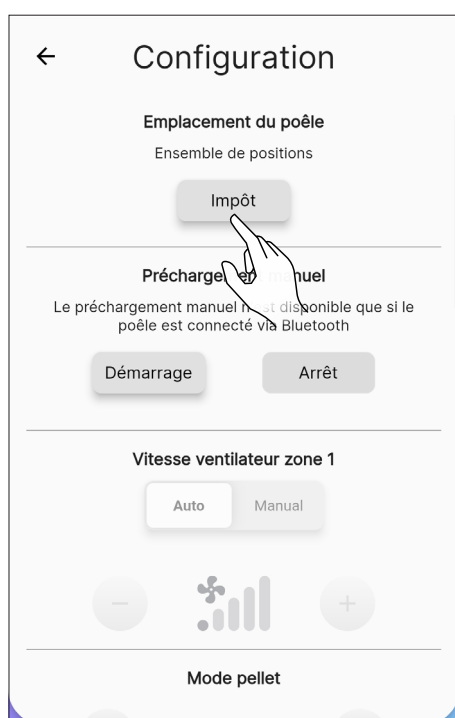 Configuration
Emplacement du poêle
Ensemble de positions
Impôt
manuel
Le préchargement manuel disponible que si le
poêle est connecté via Bluetooth
Démarrage
Arrêt
Vitesse ventilateur zone 1
Auto
Manual
Mode pellet